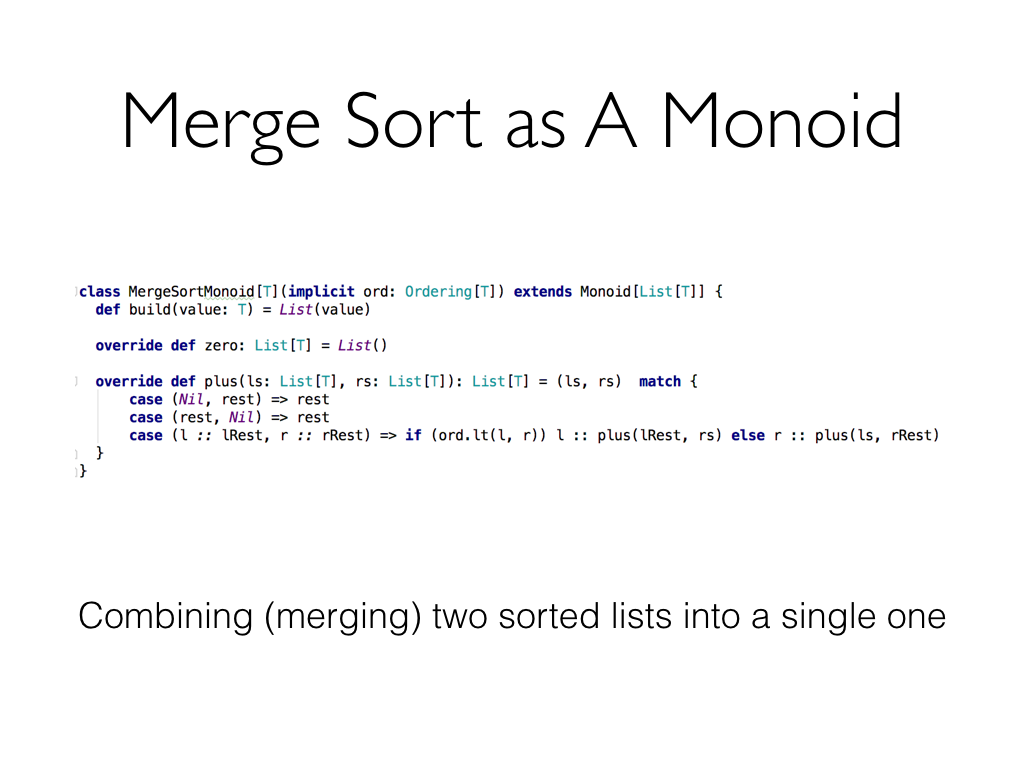 Merge Sort as A Monoid
class MergeSortMonoid[T](implicit ord: Ordering[T]) extends Monoid[List[T]] {
  def build(value: T) = List(value)
  override def zero: List[T] = List()
  override def plus(ls: List[T], rs: List[T]): List[T] = (ls, rs)  match {
      case (Nil, rest) => rest
      case (rest, Nil) => rest
      case (l :: lRest, r :: rRest) => if (ord.lt(l, r)) l :: plus(lRest, rs) else r :: plus(ls, rRest)
  }
}
Combining (merging) two sorted lists into a single one